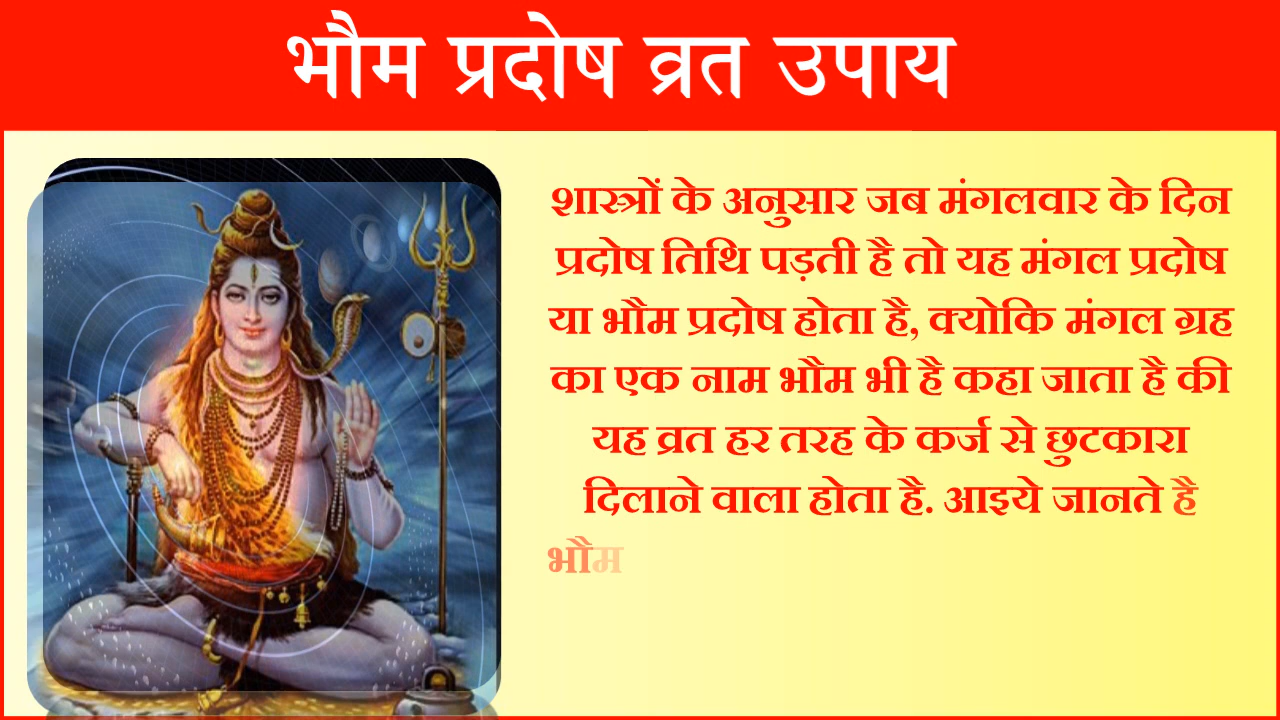 भौम प्रदोष व्रत उपाय
शास्त्रों के अनुसार जब मंगलवार के दिन
प्रदोष तिथि पड़ती है तो यह मंगल प्रदोष
या भौम प्रदोष होता है, क्योकि मंगल ग्रह
का एक नाम भौम भी है कहा जाता है की
यह व्रत हर तरह के कर्ज से छुटकारा
दिलाने वाला होता है. आइये जानते है
भौम